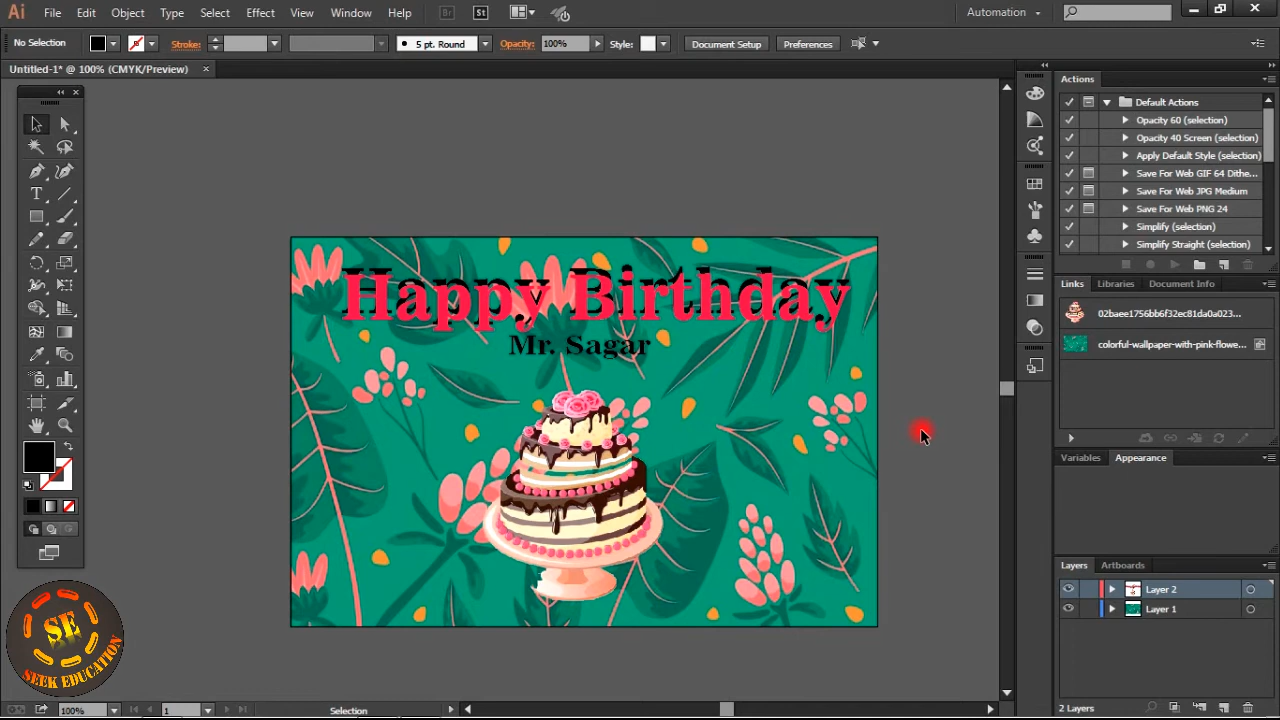 Ai File Edit Object Type Select Effect View Window Help Br St Automation
No Selection Stroke: 5 pt. Round Opacity: 100% Style: Document Setup Preferences
Untitled-1* @ 100% (CMYK/Preview)
Actions
Default Actions
Opacity 60 (selection)
Opacity 40 Screen (selection)
Apply Default Style (selection)
Save For Web GIF 64 Dithe...
Save For Web JPG Medium
Save For Web PNG 24
Simplify (selection)
Simplify Straight (selection)
Happy Birthday
Mr. Sagar
Links Libraries Document Info
02baee1756bb6f32ec81da0a023...
colorful-wallpaper-with-pink-flowe...
Variables Appearance
Layers Artboards
Layer 2
Layer 1
SE
SEEK EDUCATION
100% 1 Selection 2 Layers